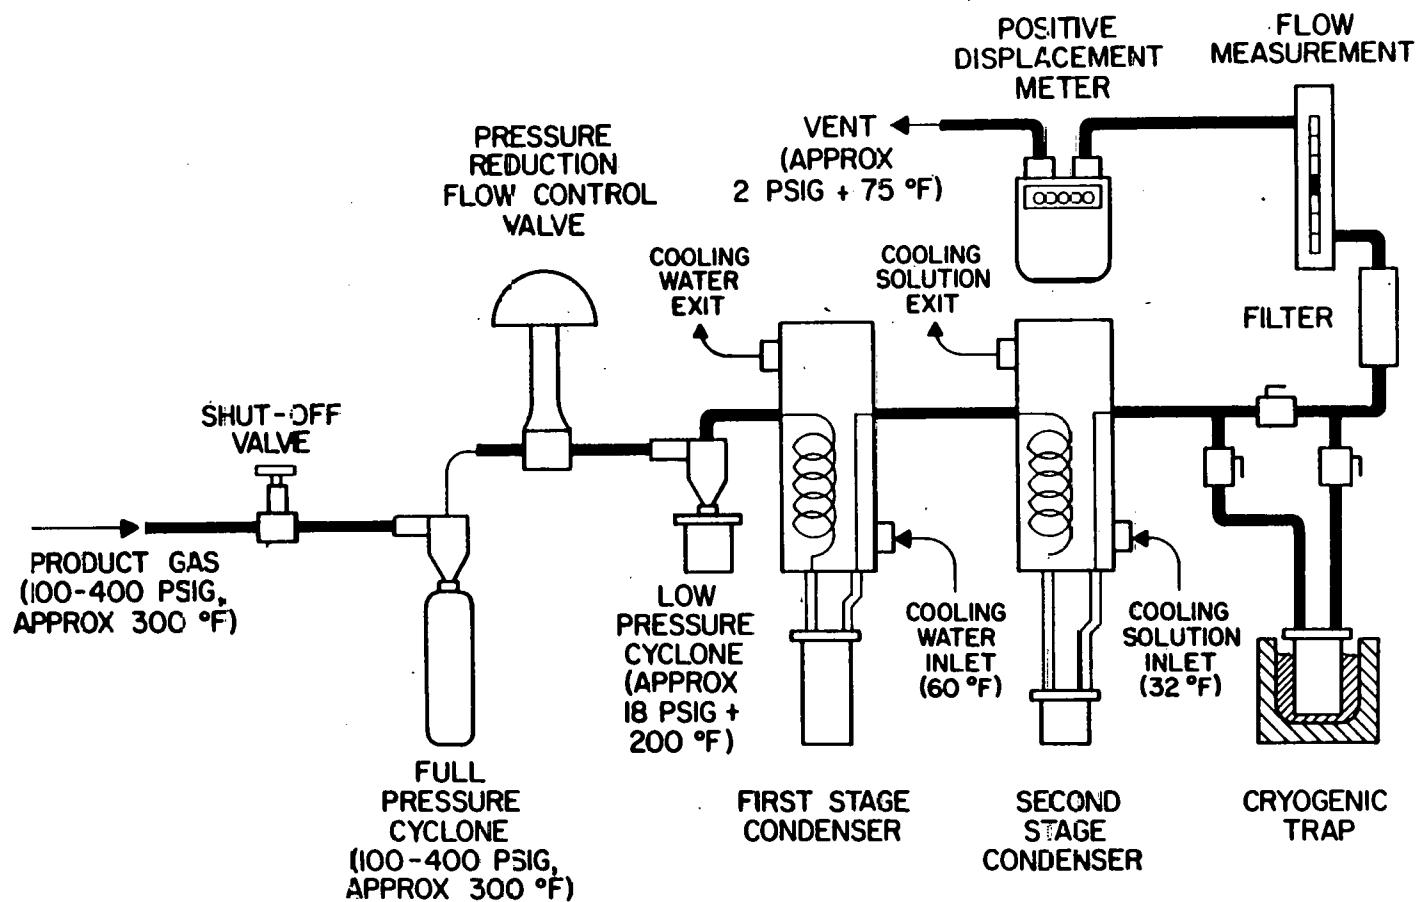 POSITIVE
DISPLACEMENT
METER
FLOW
MEASUREMENT
VENT
(APPROX
2 PSIG + 75 °F)
PRESSURE
REDUCTION
FLOW CONTROL
VALVE
COOLING
WATER
EXIT
COOLING
SOLUTION
EXIT
FILTER
SHUT-OFF
VALVE
PRODUCT GAS
(100-400 PSIG,
APPROX 300 °F)
LOW
PRESSURE
CYCLONE
(APPROX
18 PSIG +
200 °F)
COOLING
WATER
INLET
(60 °F)
COOLING
SOLUTION
INLET
(32 °F)
FULL
PRESSURE
CYCLONE
(100-400 PSIG,
APPROX 300 °F)
FIRST STAGE
CONDENSER
SECOND
STAGE
CONDENSER
CRYOGENIC
TRAP